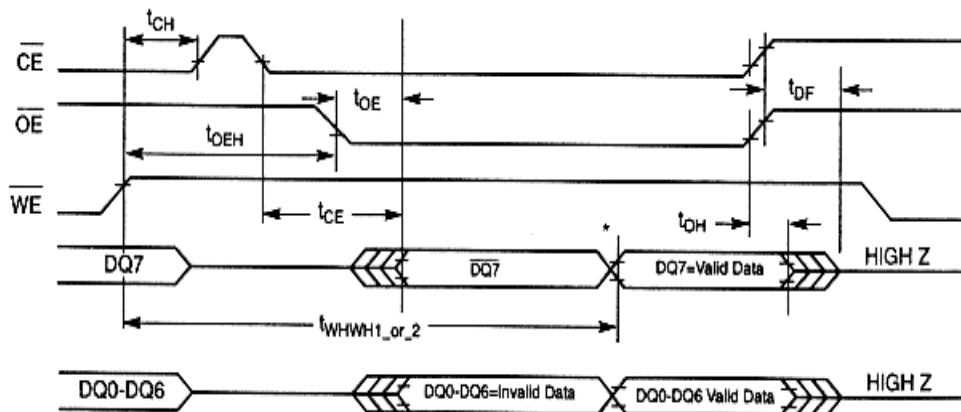 tCH
CE
tOE
tDF
OE
tOEH
WE
tCE
*
tOH
DQ7
DQ7
DQ7=Valid Data
HIGH Z
tWHWH1_or_2
DQ0-DQ6
DQ0-DQ6=Invalid Data
DQ0-DQ6 Valid Data
HIGH Z